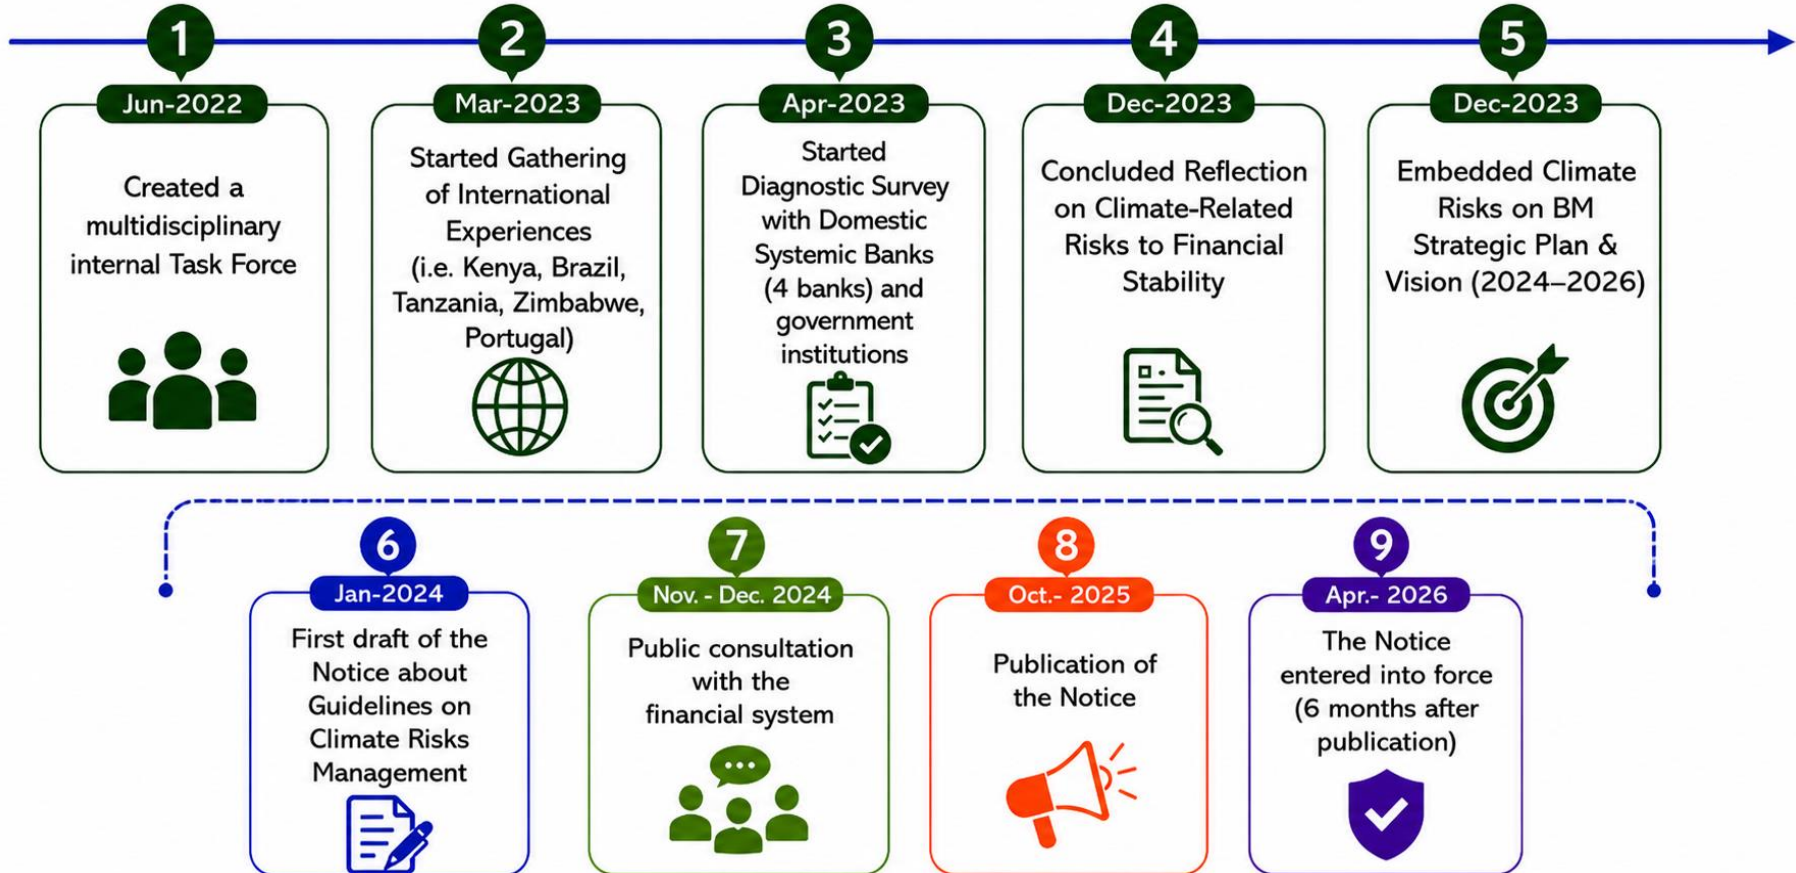 1
Jun-2022
Created a
multidisciplinary
internal Task Force
2
Mar-2023
Started Gathering
of International
Experiences
(i.e. Kenya, Brazil,
Tanzania, Zimbabwe,
Portugal)
3
Apr-2023
Started
Diagnostic Survey
with Domestic
Systemic Banks
(4 banks) and
government
institutions
4
Dec-2023
Concluded Reflection
on Climate-Related
Risks to Financial
Stability
5
Dec-2023
Embedded Climate
Risks on BM
Strategic Plan &
Vision (2024–2026)
6
Jan-2024
First draft of the
Notice about
Guidelines on
Climate Risks
Management
7
Nov. - Dec. 2024
Public consultation
with the
financial system
8
Oct.- 2025
Publication of
the Notice
9
Apr.- 2026
The Notice
entered into force
(6 months after
publication)